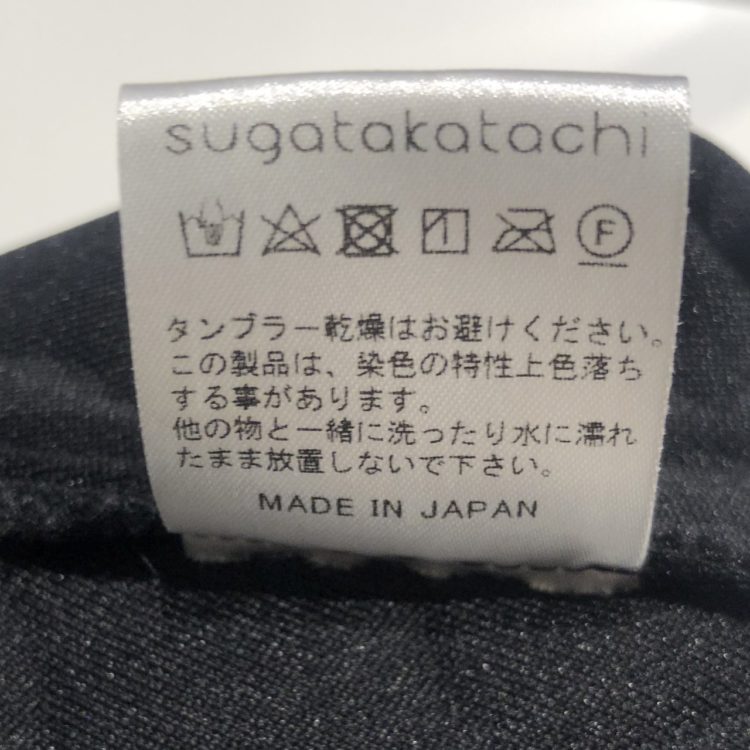 sugatakatachi
F
タンブラー乾燥はお避けください。
この製品は、染色の特性上色落ち
する事があります。
他の物と一緒に洗ったり水に濡れ
たまま放置しないで下さい。
MADE IN JAPAN